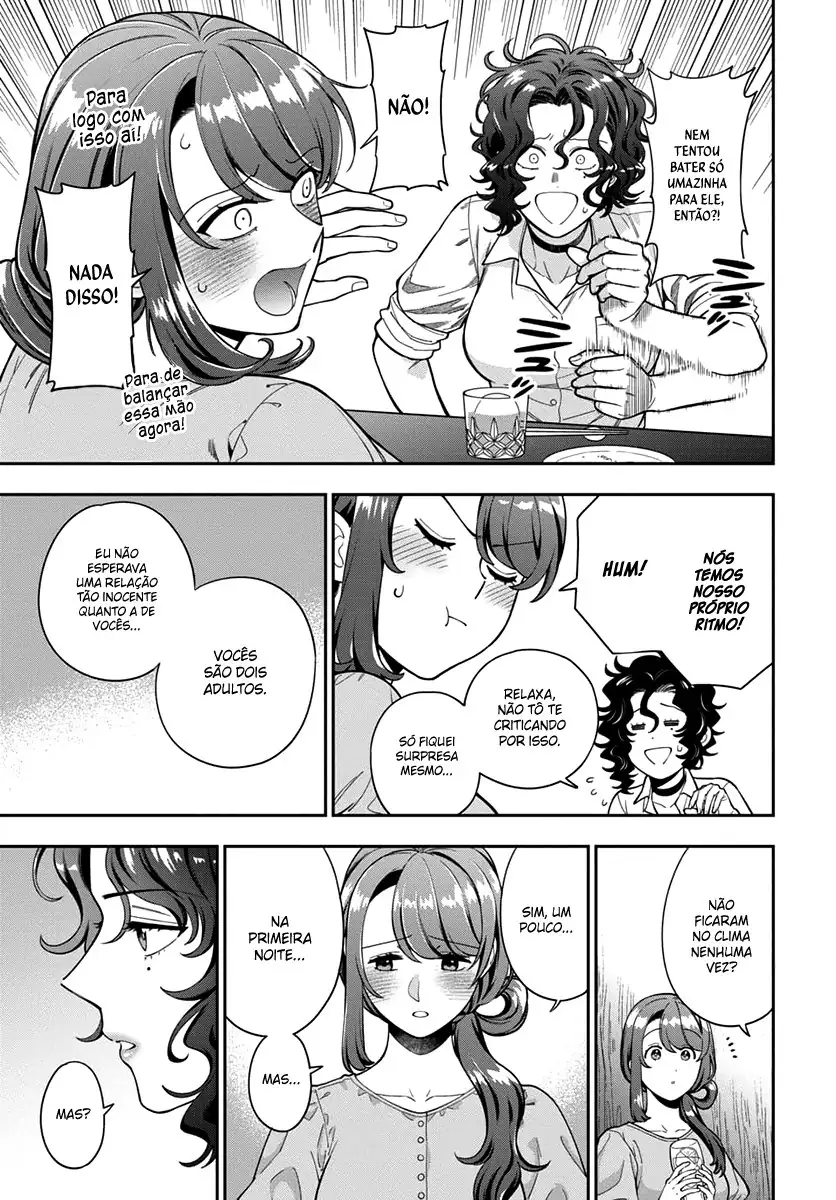 NEM
TENTOU
BATER SÓ
UMAZINHA
PARA ELE,
ENTÃO?!
NÃO!
Para
logo com
isso aí!
NADA
DISSO!
Para de
balançar
essa mão
agora!
NÓS
TEMOS
NOSSO
PRÓPRIO
RITMO!
HUM!
RELAXA,
NÃO TÔ TE
CRITICANDO
POR ISSO.
SÓ FIQUEI
SURPRESA
MESMO...
VOCÊS
SÃO DOIS
ADULTOS.
EU NÃO
ESPERAVA
UMA RELAÇÃO
TÃO INOCENTE
QUANTO A DE
VOCÊS...
NÃO
FICARAM
NO CLIMA
NENHUMA
VEZ?
SIM, UM
POUCO...
NA
PRIMEIRA
NOITE...
MAS...
MAS?